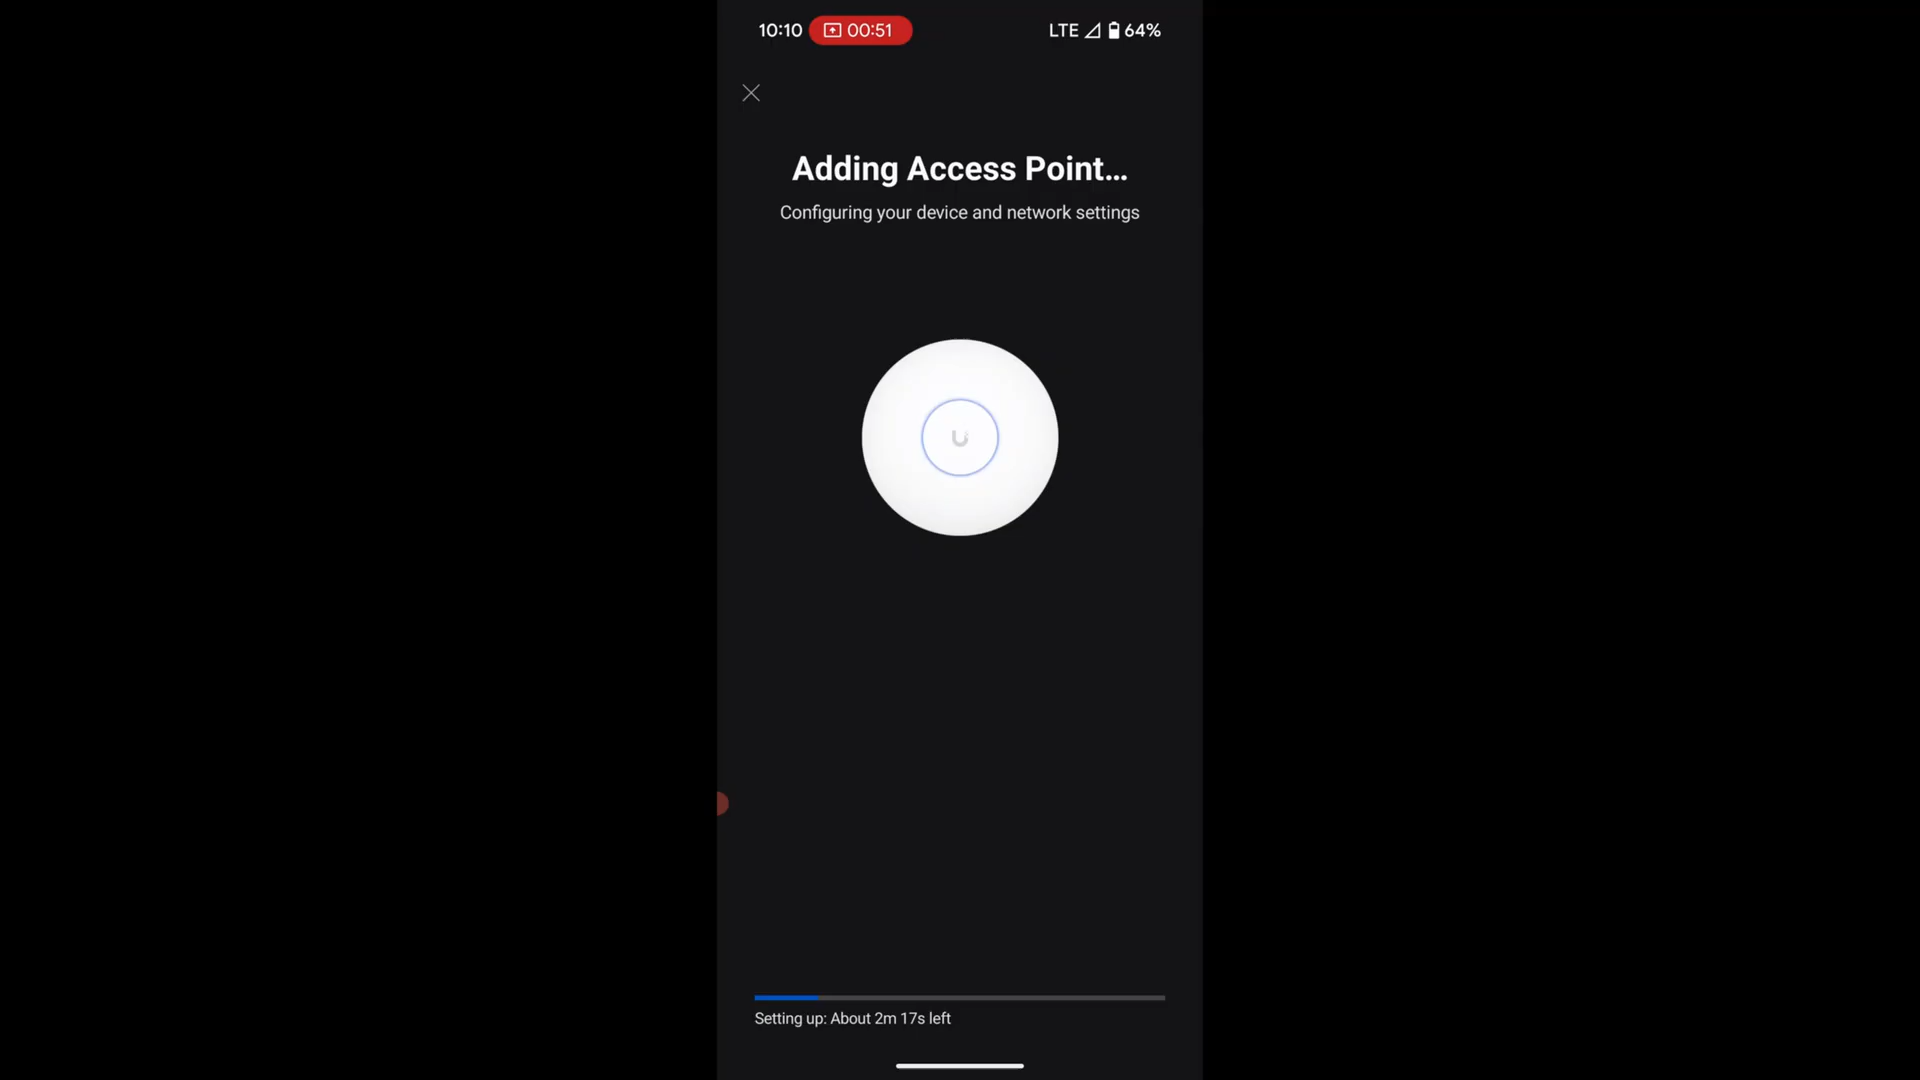 10:10 00:51 LTE 64%
Adding Access Point...
Configuring your device and network settings
Setting up: About 2m 17s left